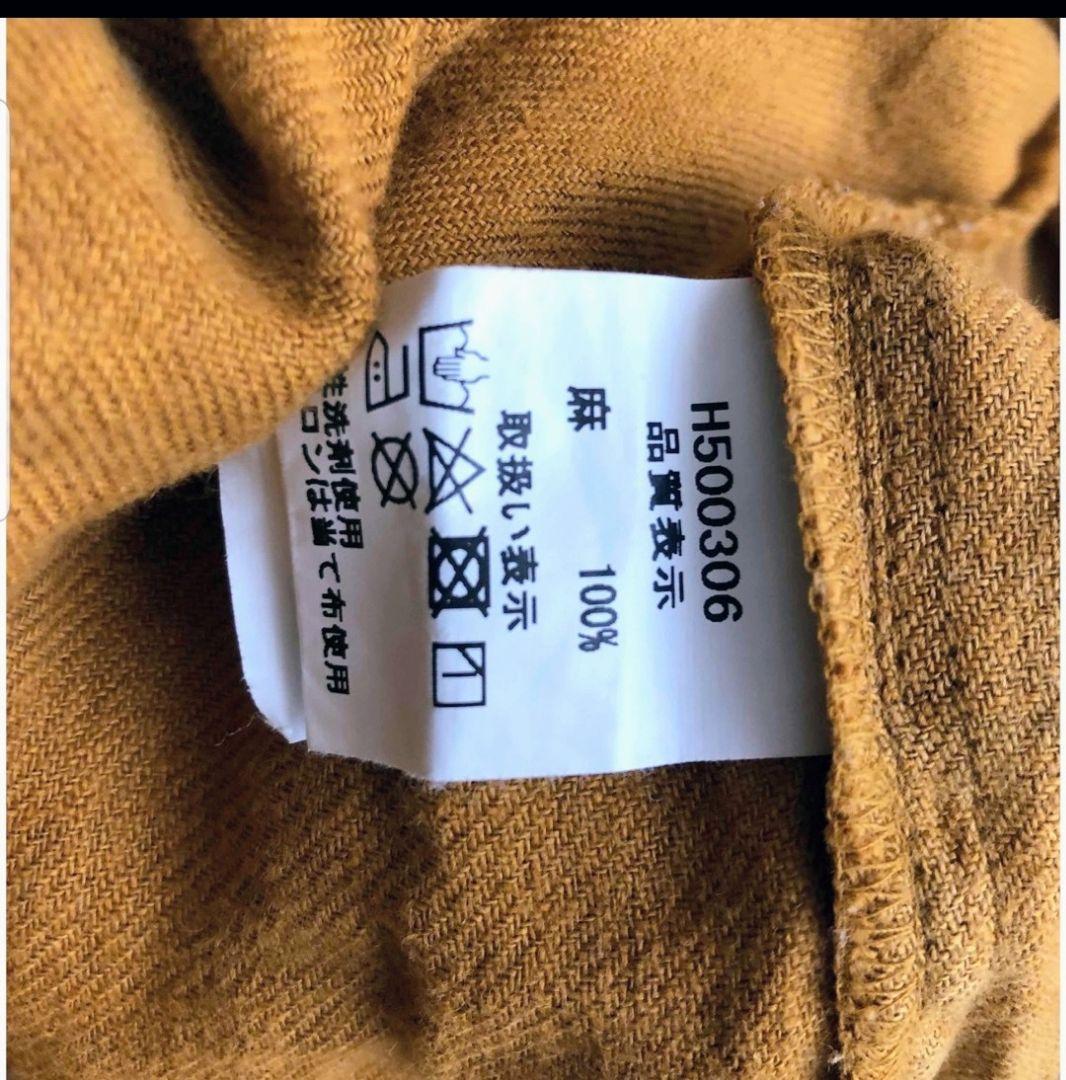 H500306
品質表示
麻 100%
取扱い表示
性洗剤使用
ロンは当て布使用